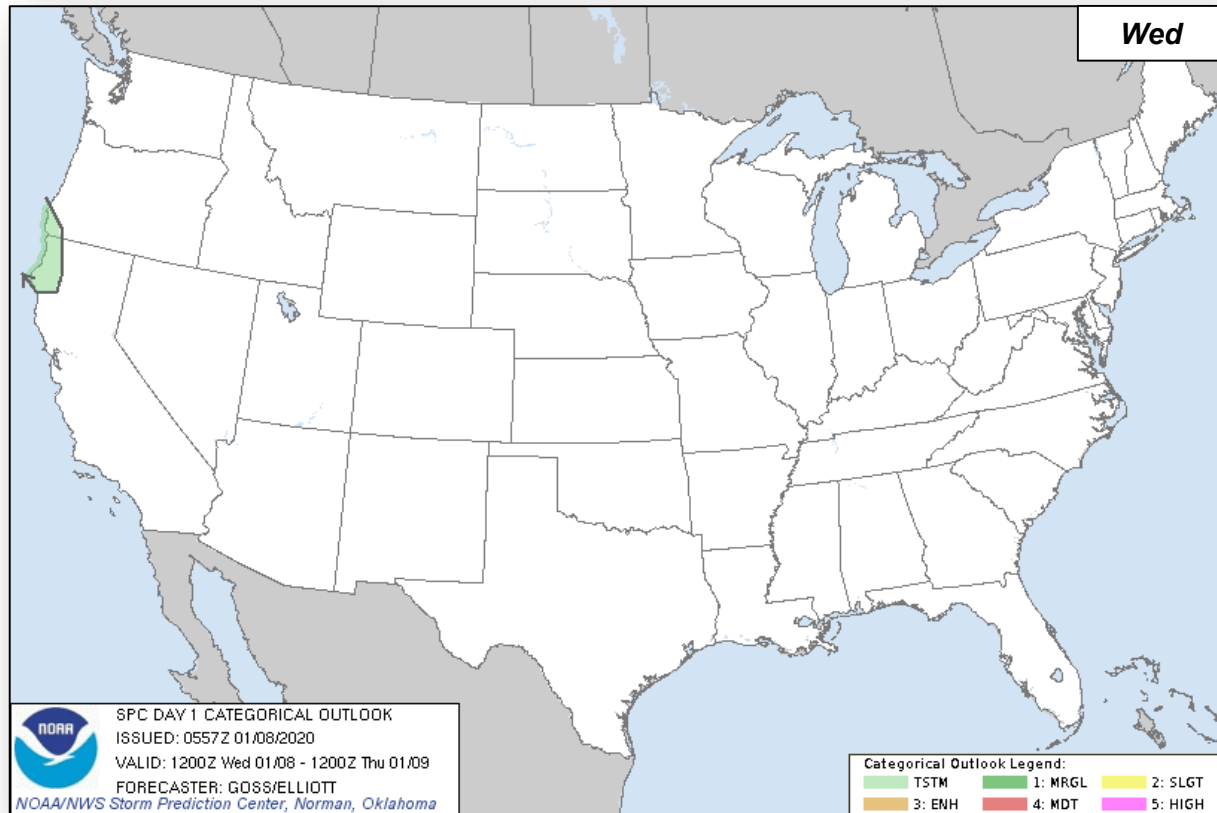 Wed
NOAA
SPC DAY 1 CATEGORICAL OUTLOOK
ISSUED: 0557Z 01/08/2020
VALID: 1200Z Wed 01/08 - 1200Z Thu 01/09
FORECASTER: GOSS/ELLIOTT
NOAA/NWS Storm Prediction Center, Norman, Oklahoma
Categorical Outlook Legend:
TSTM 1: MRGL 2: SLGT
3: ENH 4: MDT 5: HIGH